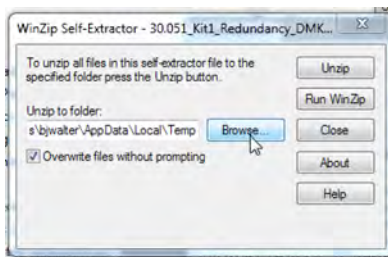 WinZip Self-Extractor - 30.051_Kit1_Redundancy_DMK...
To unzip all files in this self-extractor file to the
specified folder press the Unzip button.
Unzip to folder:
s\bjwalter\AppData\Local\Temp
Browse...
Overwrite files without prompting
Unzip
Run WinZip
Close
About
Help